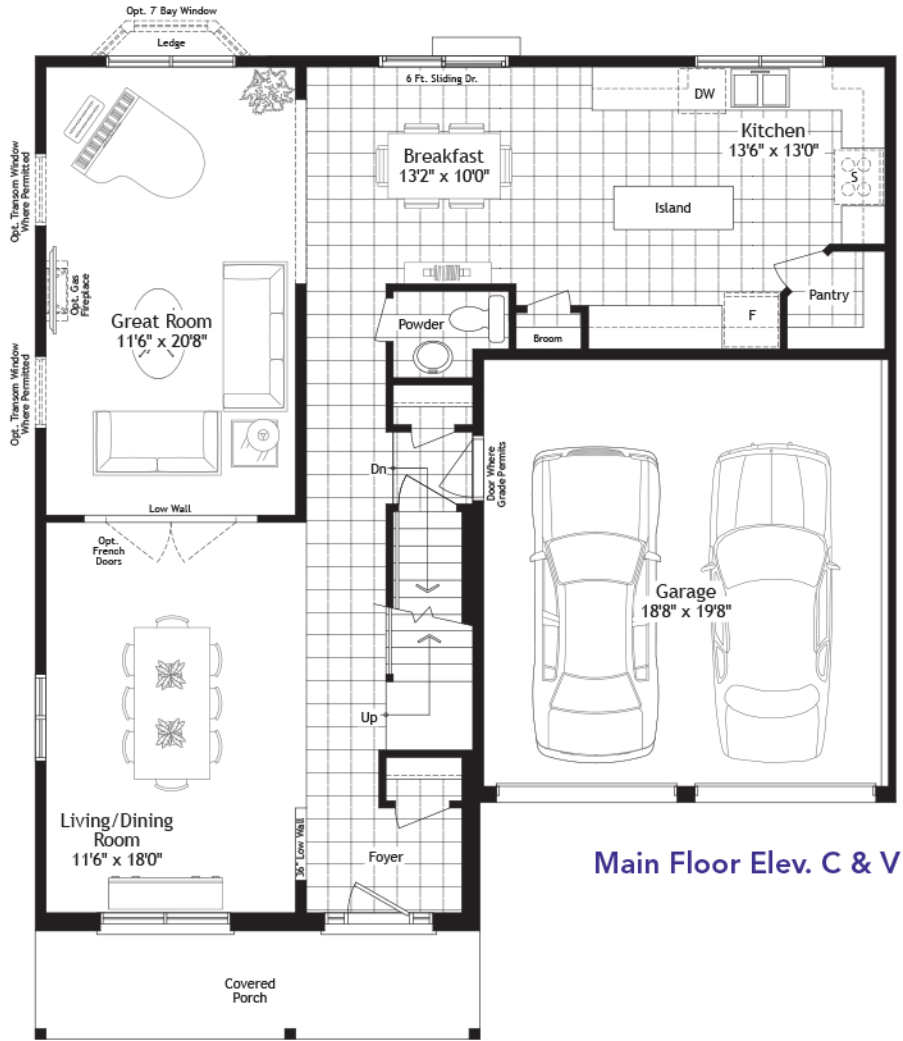 Opt. 7' Bay Window
Ledge
6 Ft. Sliding Dr.
DW
Kitchen
13'6" x 13'0"
Breakfast
13'2" x 10'0"
S
Island
Opt. Transom Window
Where Permitted
Opt. Gas
Fireplace
Great Room
11'6" x 20'8"
Powder
Broom
F
Pantry
Opt. Transom Window
Where Permitted
Dn
Door Where
Grade Permits
Low Wall
Opt.
French
Doors
Garage
18'8" x 19'8"
Up
Living/Dining
Room
11'6" x 18'0"
36" Low Wall
Foyer
Main Floor Elev. C & V
Covered
Porch